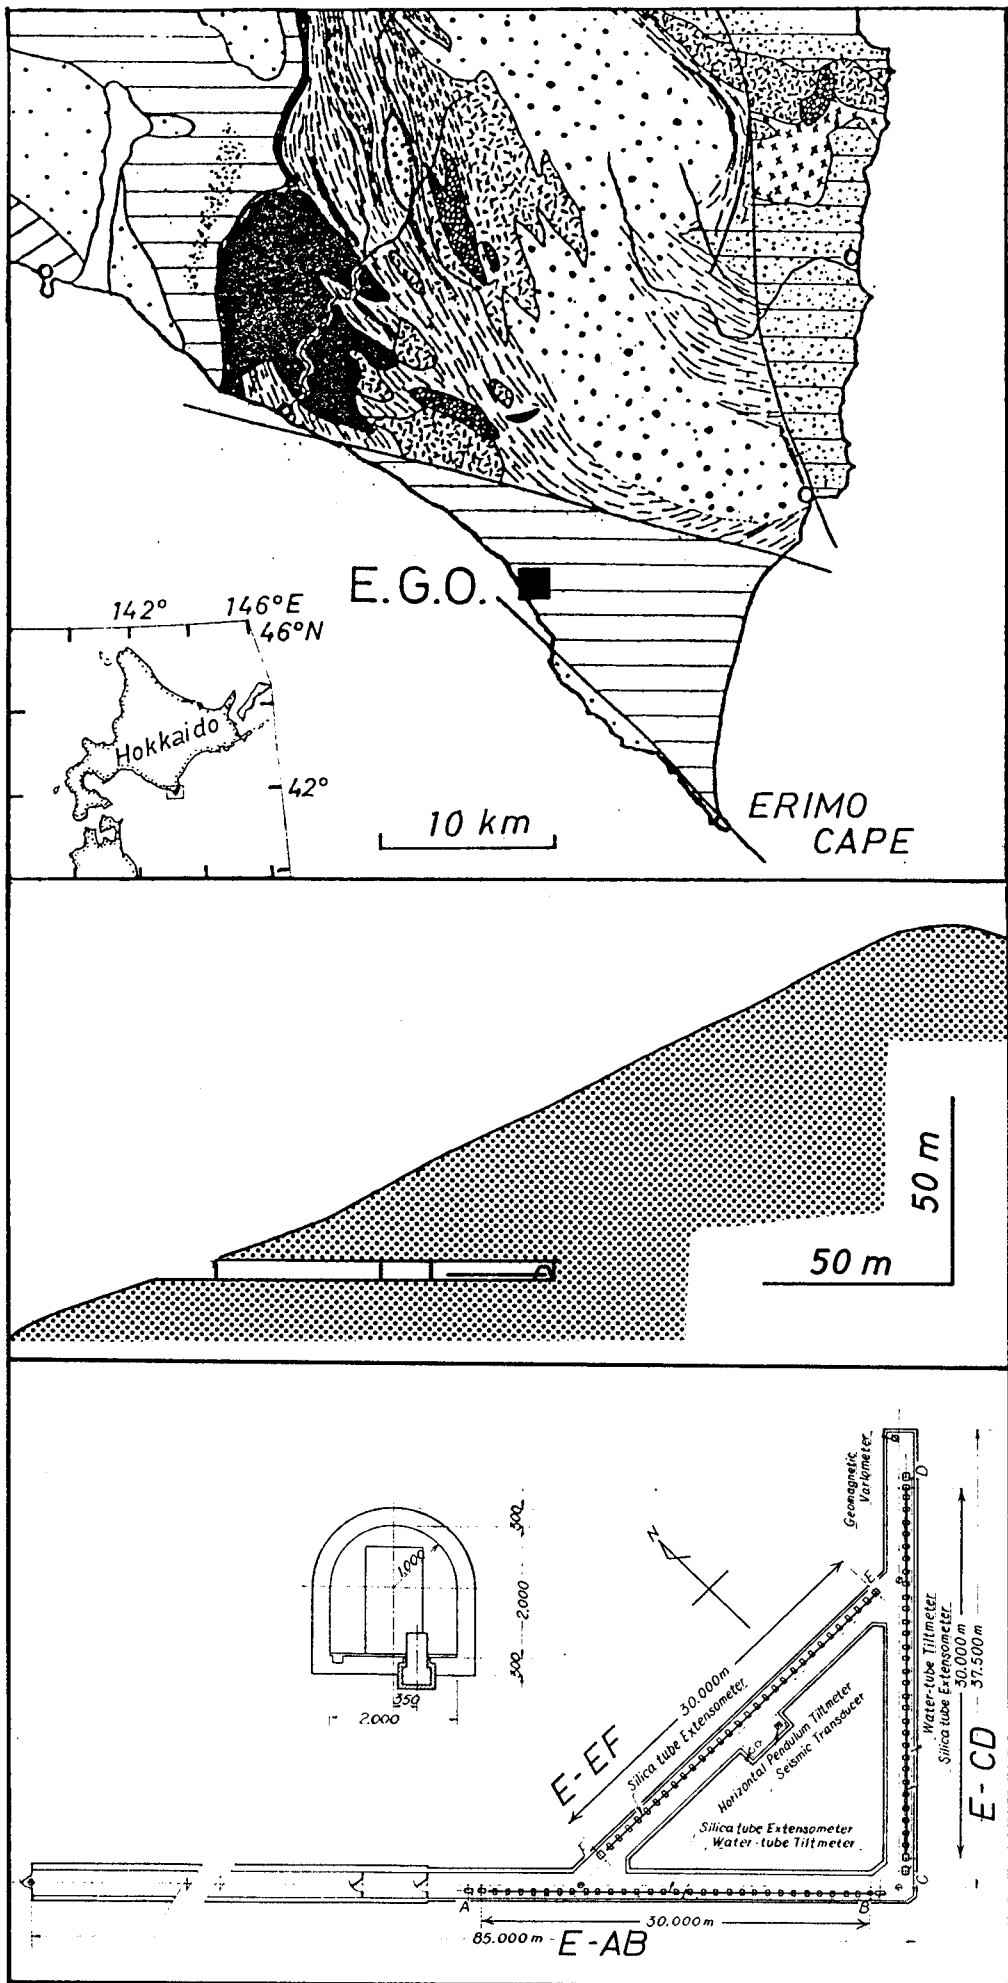 E.G.O.
142°
146°E
46°N
Hokkaido
42°
10 km
ERIMO
CAPE
50 m
50 m
Geomagnetic
Variometer
D
N
500
1.000
2.000
300
350
2.000
E
30.000m
Silica tube Extensometer
E-EF
Horizontal Pendulum Tiltmeter
Seismic Transducer
Water-tube Tiltmeter
Silica tube Extensometer
30.000m
37.500m
E-CD
Silica tube Extensometer
Water-tube Tiltmeter
F
C
A
B
30.000m
85.000m
E-AB